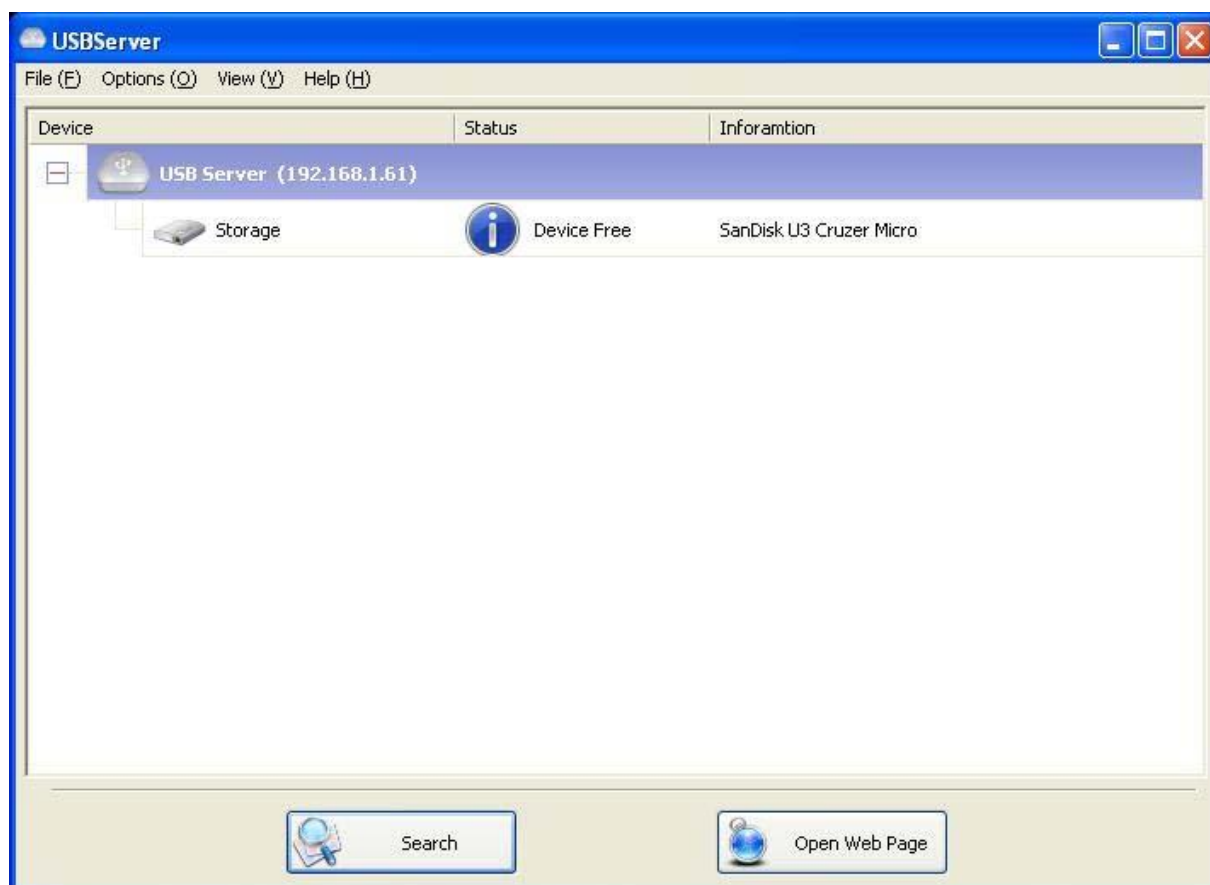 USBServer
File (F) Options (O) View (V) Help (H)
Device Status Inforamtion
USB Server (192.168.1.61)
Storage Device Free SanDisk U3 Cruzer Micro
Search Open Web Page